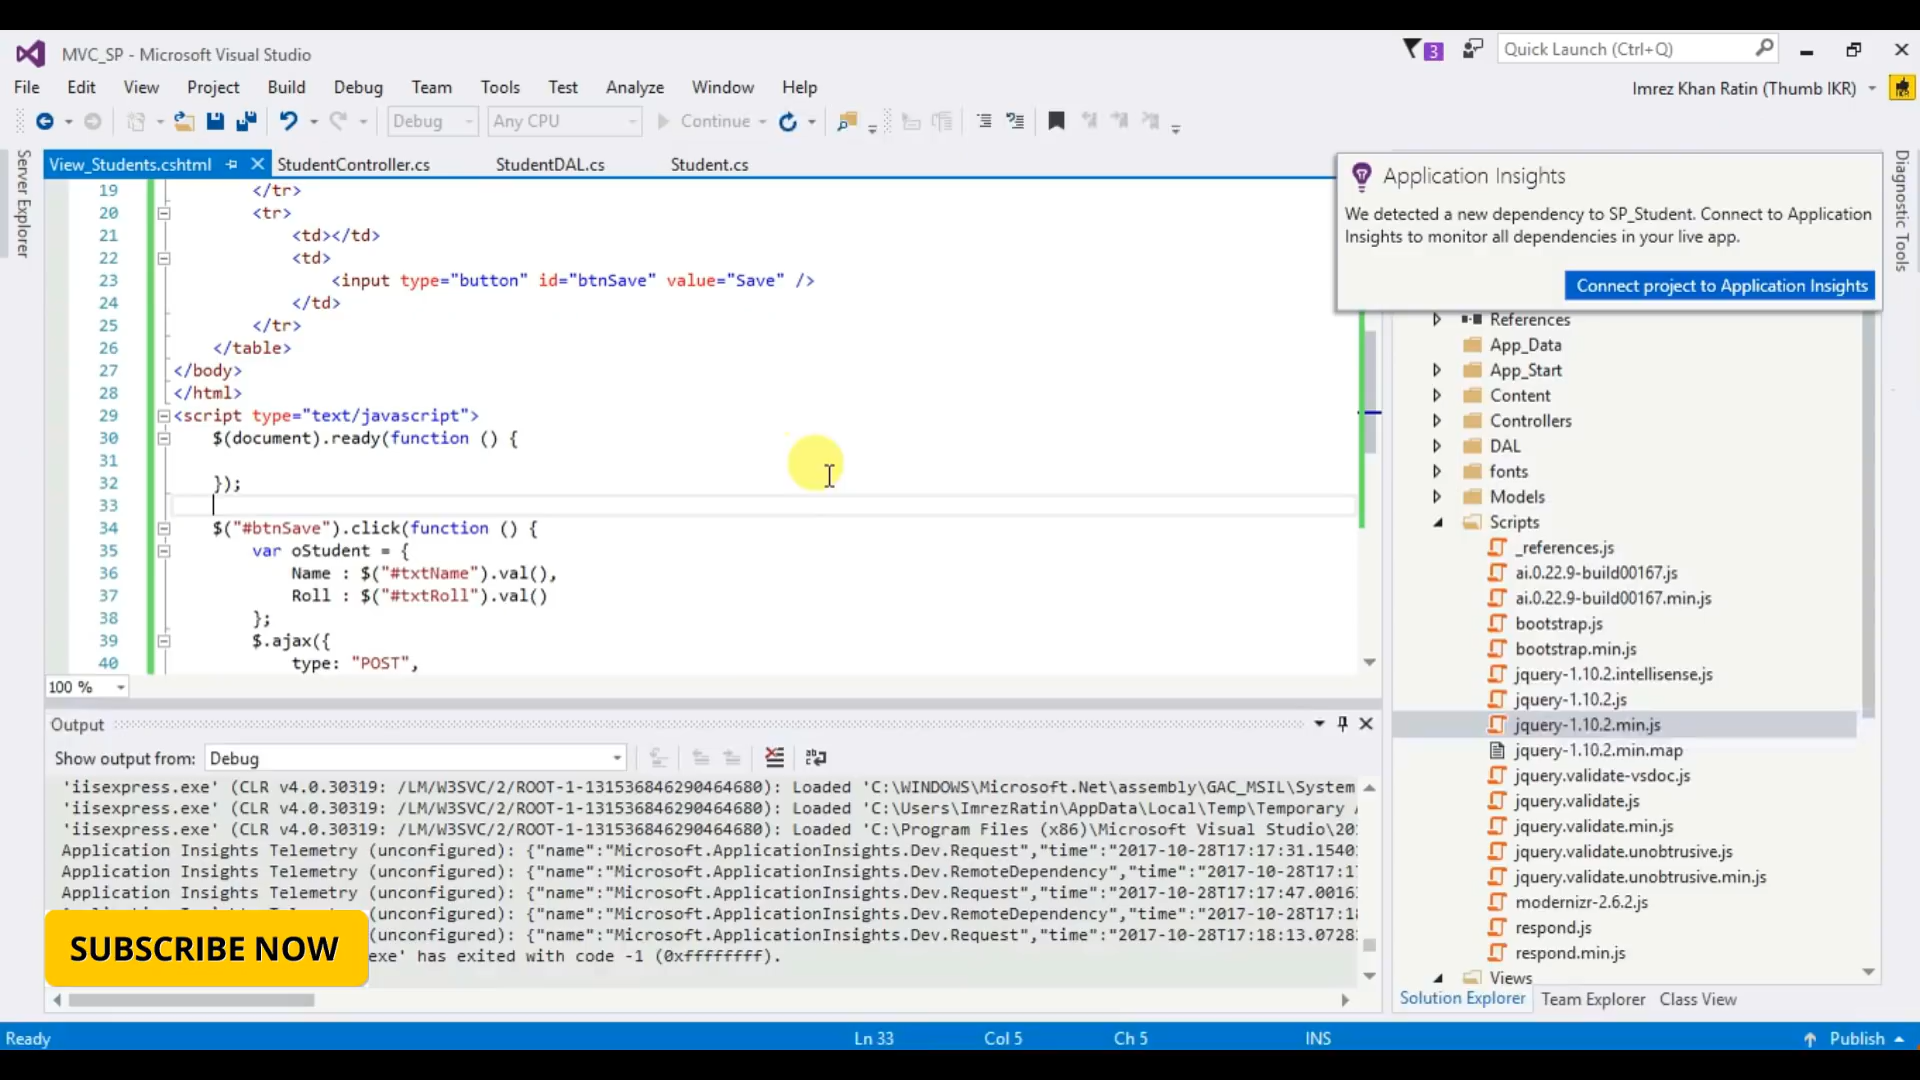 MVC_SP - Microsoft Visual Studio
3
Quick Launch (Ctrl+Q)
File Edit View Project Build Debug Team Tools Test Analyze Window Help
Imrez Khan Ratin (Thumb IKR)
Debug Any CPU Continue
Server Explorer
View_Students.cshtml StudentController.cs StudentDAL.cs Student.cs
19 </tr>
20 <tr>
21 <td></td>
22 <td>
23 <input type="button" id="btnSave" value="Save" />
24 </td>
25 </tr>
26 </table>
27 </body>
28 </html>
29 <script type="text/javascript">
30 $(document).ready(function () {
31
32 });
33
34 $("#btnSave").click(function () {
35 var oStudent = {
36 Name : $("#txtName").val(),
37 Roll : $("#txtRoll").val()
38 };
39 $.ajax({
40 type: "POST",
100 %
Application Insights
We detected a new dependency to SP_Student. Connect to Application
Insights to monitor all dependencies in your live app.
Connect project to Application Insights
Diagnostic Tools
References
App_Data
App_Start
Content
Controllers
DAL
fonts
Models
Scripts
_references.js
ai.0.22.9-build00167.js
ai.0.22.9-build00167.min.js
bootstrap.js
bootstrap.min.js
jquery-1.10.2.intellisense.js
jquery-1.10.2.js
jquery-1.10.2.min.js
jquery-1.10.2.min.map
jquery.validate-vsdoc.js
jquery.validate.js
jquery.validate.min.js
jquery.validate.unobtrusive.js
jquery.validate.unobtrusive.min.js
modernizr-2.6.2.js
respond.js
respond.min.js
Views
Solution Explorer Team Explorer Class View
Output
Show output from: Debug
'iisexpress.exe' (CLR v4.0.30319: /LM/W3SVC/2/ROOT-1-131536846290464680): Loaded 'C:\WINDOWS\Microsoft.Net\assembly\GAC_MSIL\System
'iisexpress.exe' (CLR v4.0.30319: /LM/W3SVC/2/ROOT-1-131536846290464680): Loaded 'C:\Users\ImrezRatin\AppData\Local\Temp\Temporary
'iisexpress.exe' (CLR v4.0.30319: /LM/W3SVC/2/ROOT-1-131536846290464680): Loaded 'C:\Program Files (x86)\Microsoft Visual Studio\20
Application Insights Telemetry (unconfigured): {"name":"Microsoft.ApplicationInsights.Dev.Request","time":"2017-10-28T17:17:31.1540
Application Insights Telemetry (unconfigured): {"name":"Microsoft.ApplicationInsights.Dev.RemoteDependency","time":"2017-10-28T17:1
Application Insights Telemetry (unconfigured): {"name":"Microsoft.ApplicationInsights.Dev.Request","time":"2017-10-28T17:17:47.0016
(unconfigured): {"name":"Microsoft.ApplicationInsights.Dev.RemoteDependency","time":"2017-10-28T17:18
(unconfigured): {"name":"Microsoft.ApplicationInsights.Dev.Request","time":"2017-10-28T17:18:13.0728
exe' has exited with code -1 (0xffffffff).
SUBSCRIBE NOW
Ready Ln 33 Col 5 Ch 5 INS Publish